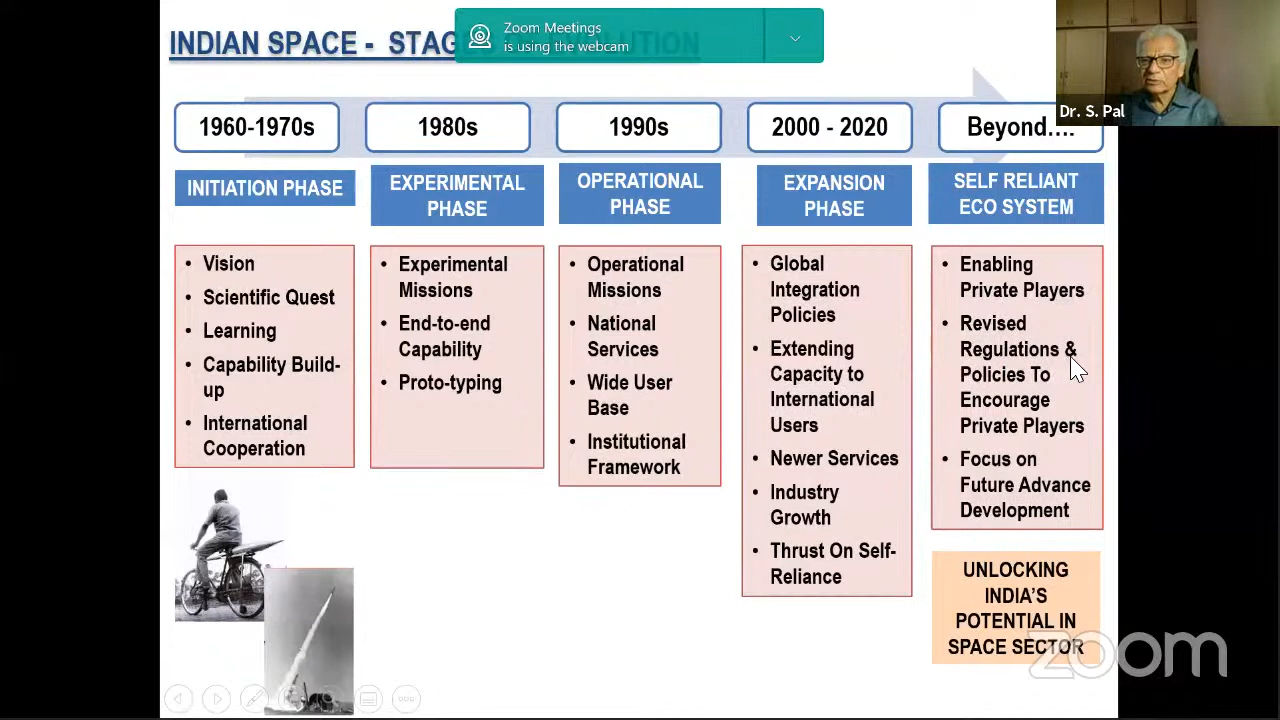 INDIAN SPACE - STAG
Zoom Meetings
is using the webcam
Dr. S. Pal
1960-1970s
1980s
1990s
2000 - 2020
Beyond....
INITIATION PHASE
EXPERIMENTAL
PHASE
OPERATIONAL
PHASE
EXPANSION
PHASE
SELF RELIANT
ECO SYSTEM
• Vision
• Scientific Quest
• Learning
• Capability Build-
up
• International
Cooperation
• Experimental
Missions
• End-to-end
Capability
• Proto-typing
• Operational
Missions
• National
Services
• Wide User
Base
• Institutional
Framework
• Global
Integration
Policies
• Extending
Capacity to
International
Users
• Newer Services
• Industry
Growth
• Thrust On Self-
Reliance
• Enabling
Private Players
• Revised
Regulations &
Policies To
Encourage
Private Players
• Focus on
Future Advance
Development
UNLOCKING
INDIA'S
POTENTIAL IN
SPACE SECTOR
zoom